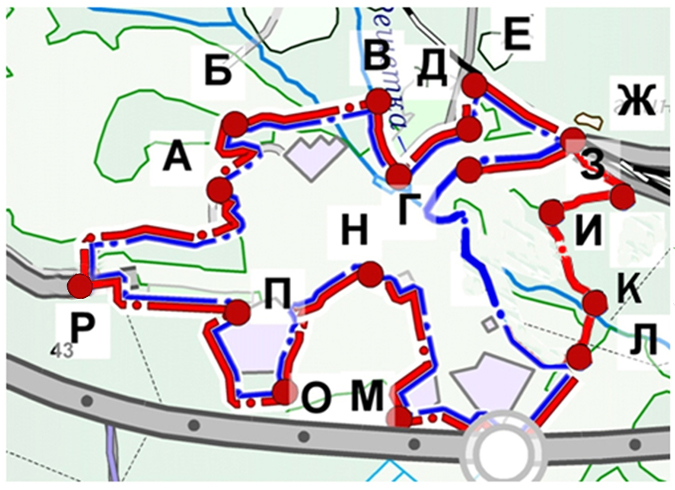 Е
В
Д
Б
Ж
А
З
Г
И
Н
К
П
Р
Л
43
О
М